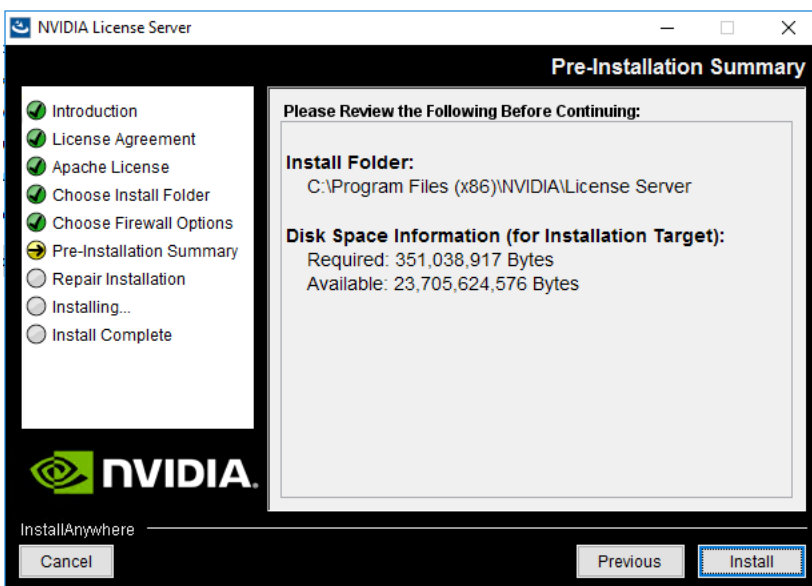 NVIDIA License Server
Pre-Installation Summary
Introduction
License Agreement
Apache License
Choose Install Folder
Choose Firewall Options
Pre-Installation Summary
Repair Installation
Installing...
Install Complete
Please Review the Following Before Continuing:
Install Folder:
C:\Program Files (x86)\NVIDIA\License Server
Disk Space Information (for Installation Target):
Required: 351,038,917 Bytes
Available: 23,705,624,576 Bytes
NVIDIA.
InstallAnywhere
Cancel
Previous
Install